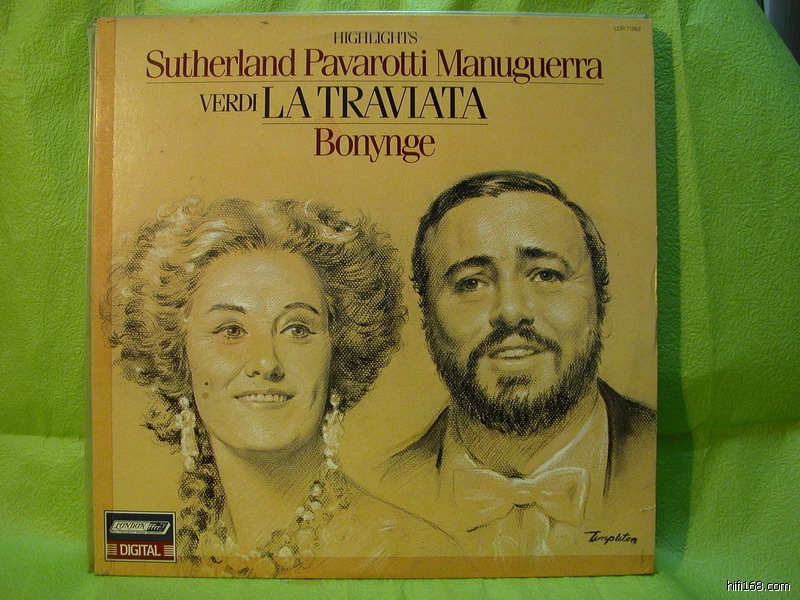 HIGHLIGHTS
LDR 71062
Sutherland Pavarotti Manuguerra
VERDI LA TRAVIATA
Bonynge
LONDON ffrr
DIGITAL
Templeton
hifi168.com